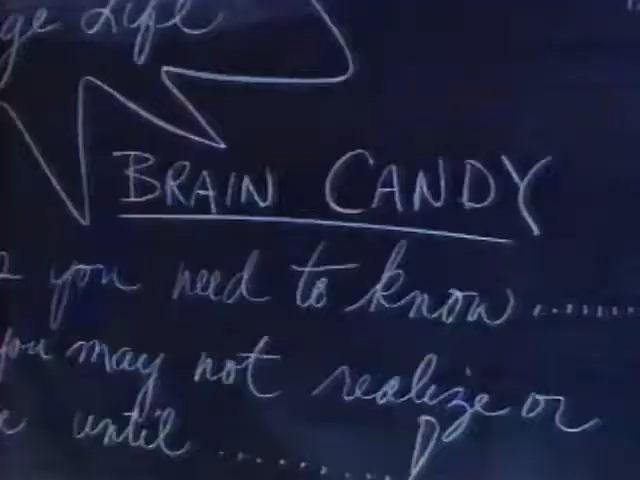 ge Life
BRAIN CANDY
you need to know ..........
you may not realize or
until ..........